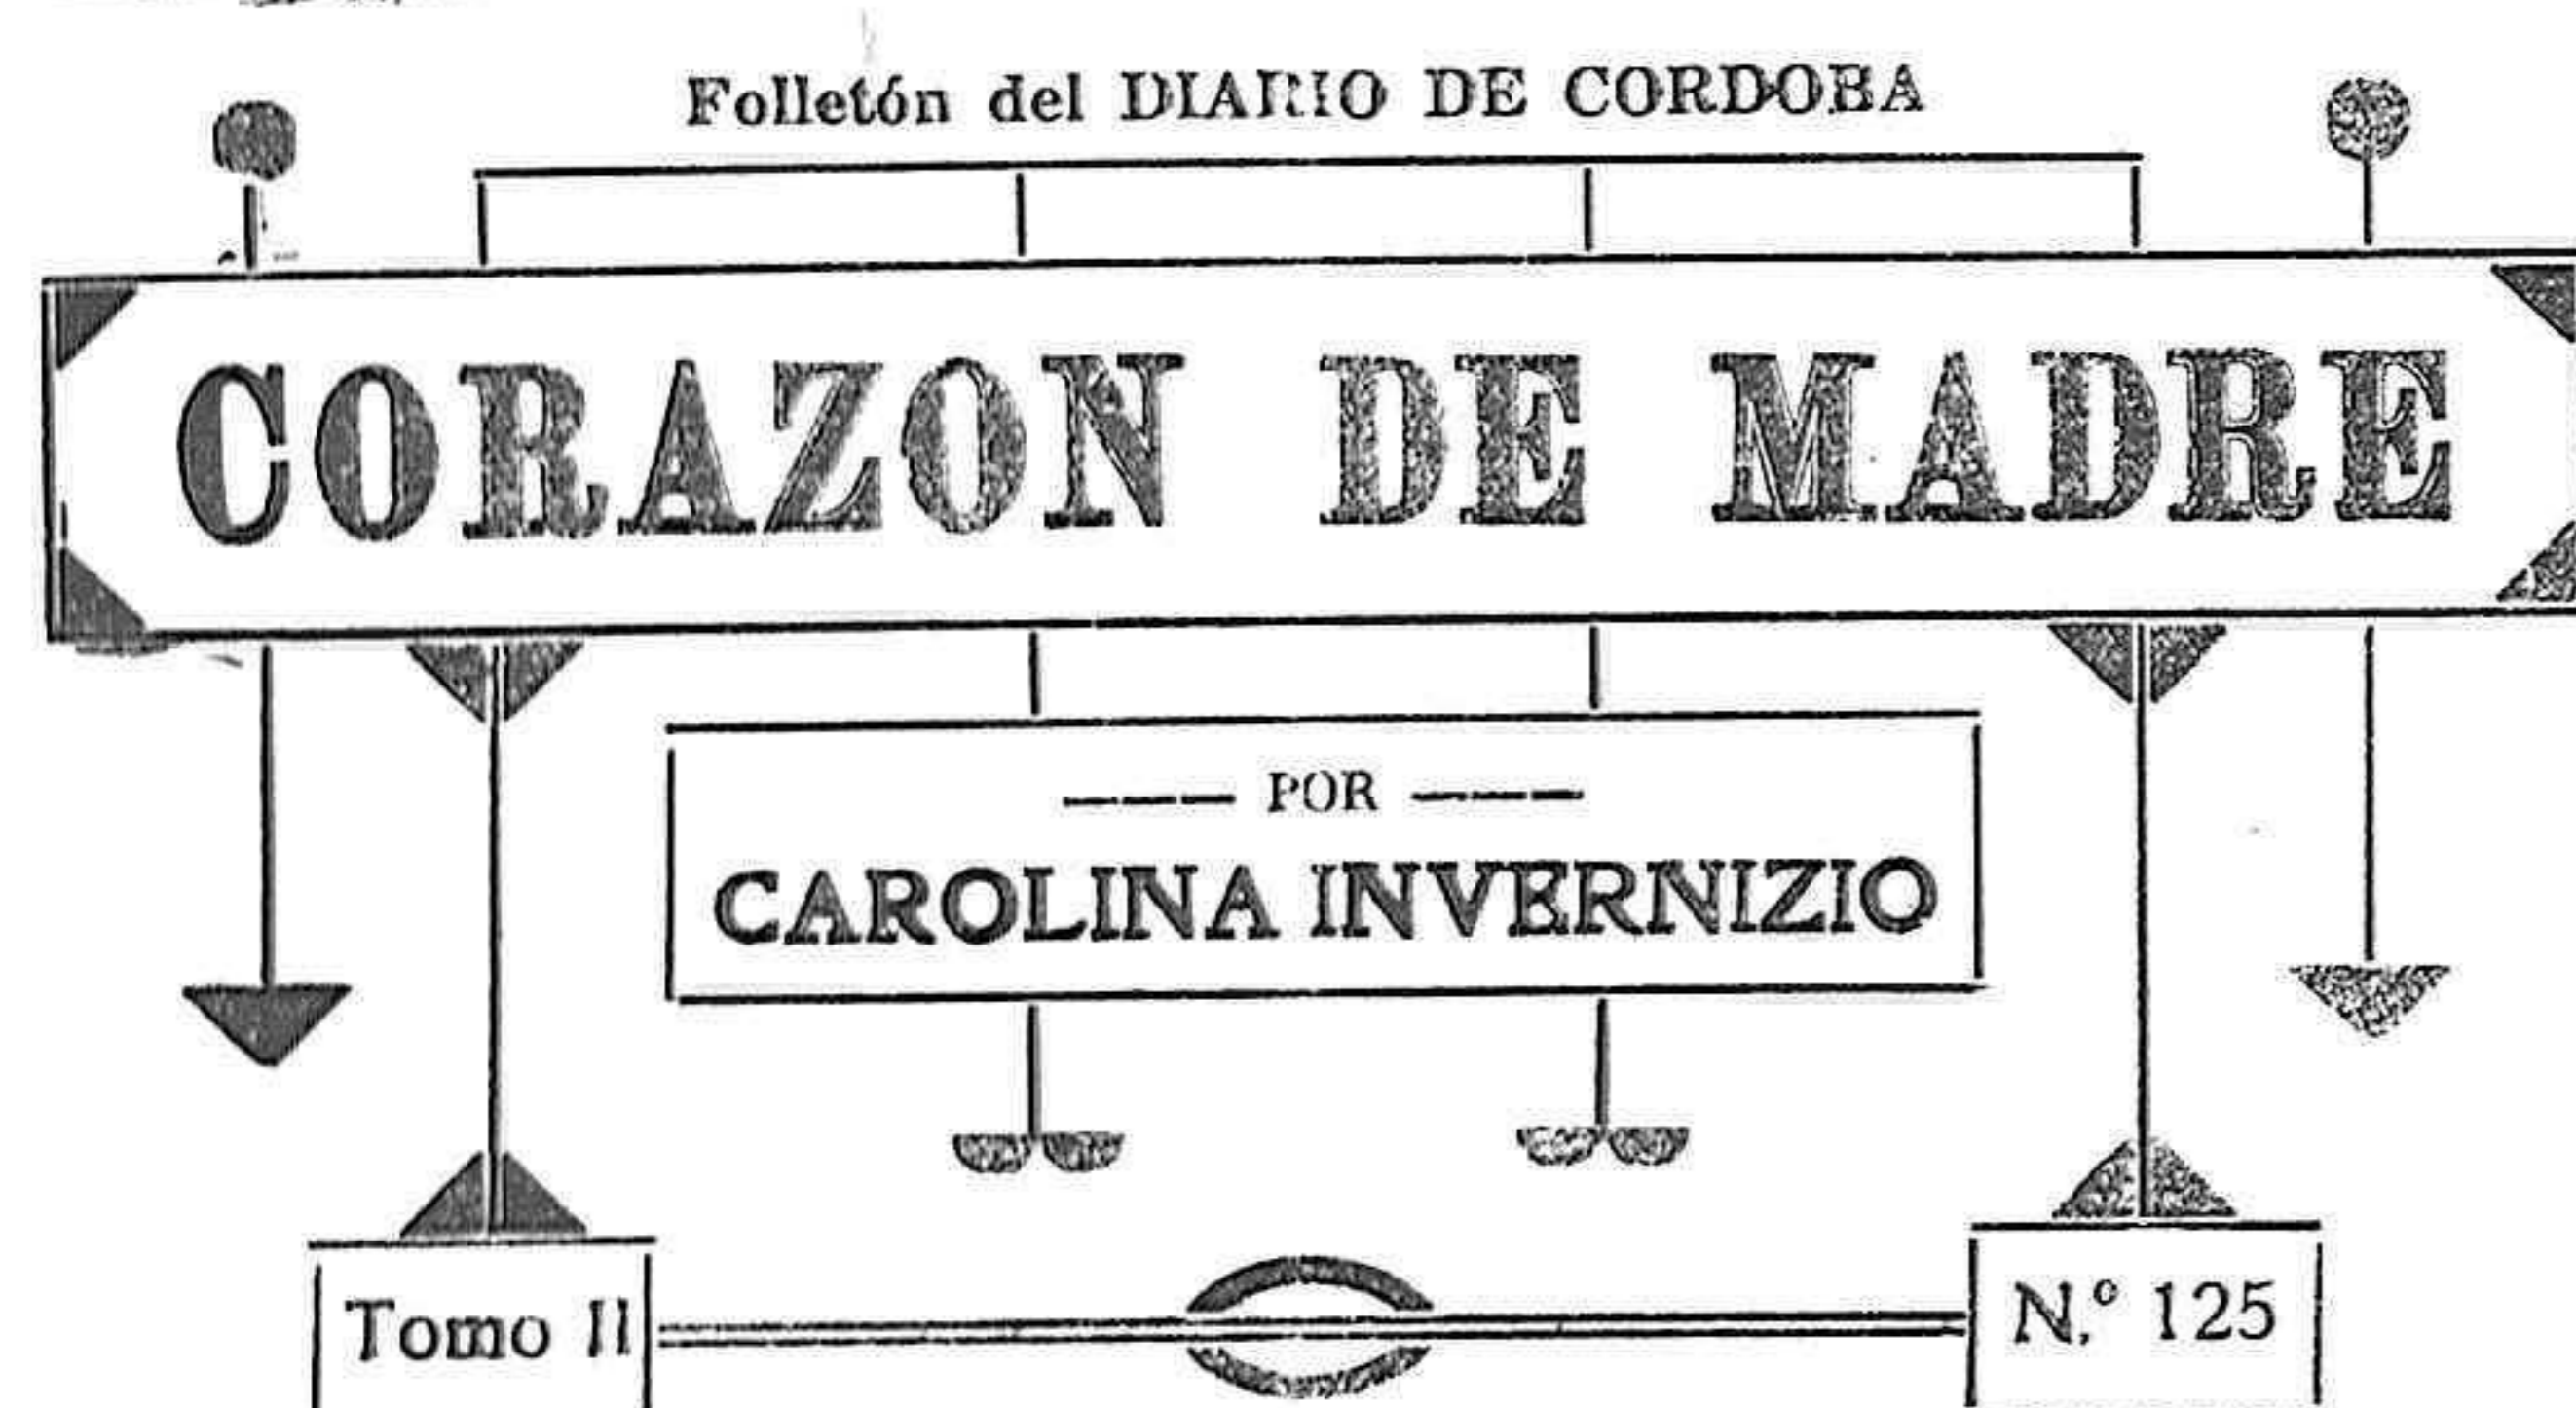 Folletón del DIARIO DE CORDOBA
CORAZON DE MADRE
POR
CAROLINA INVERNIZIO
Tomo II
N.º 125